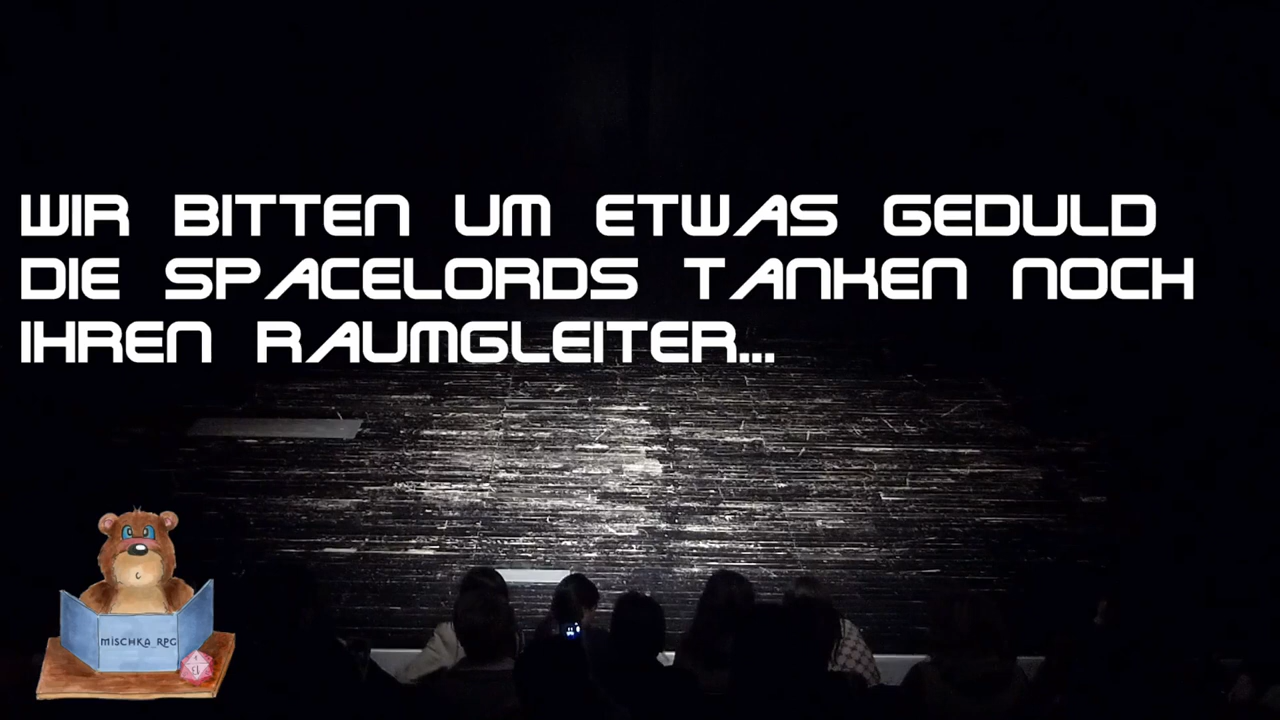 WIR BITTEN UM ETWAS GEDULD
DIE SPACELORDS TANKEN NOCH
IHREN RAUMGLEITER...
MISCHKA_RPG